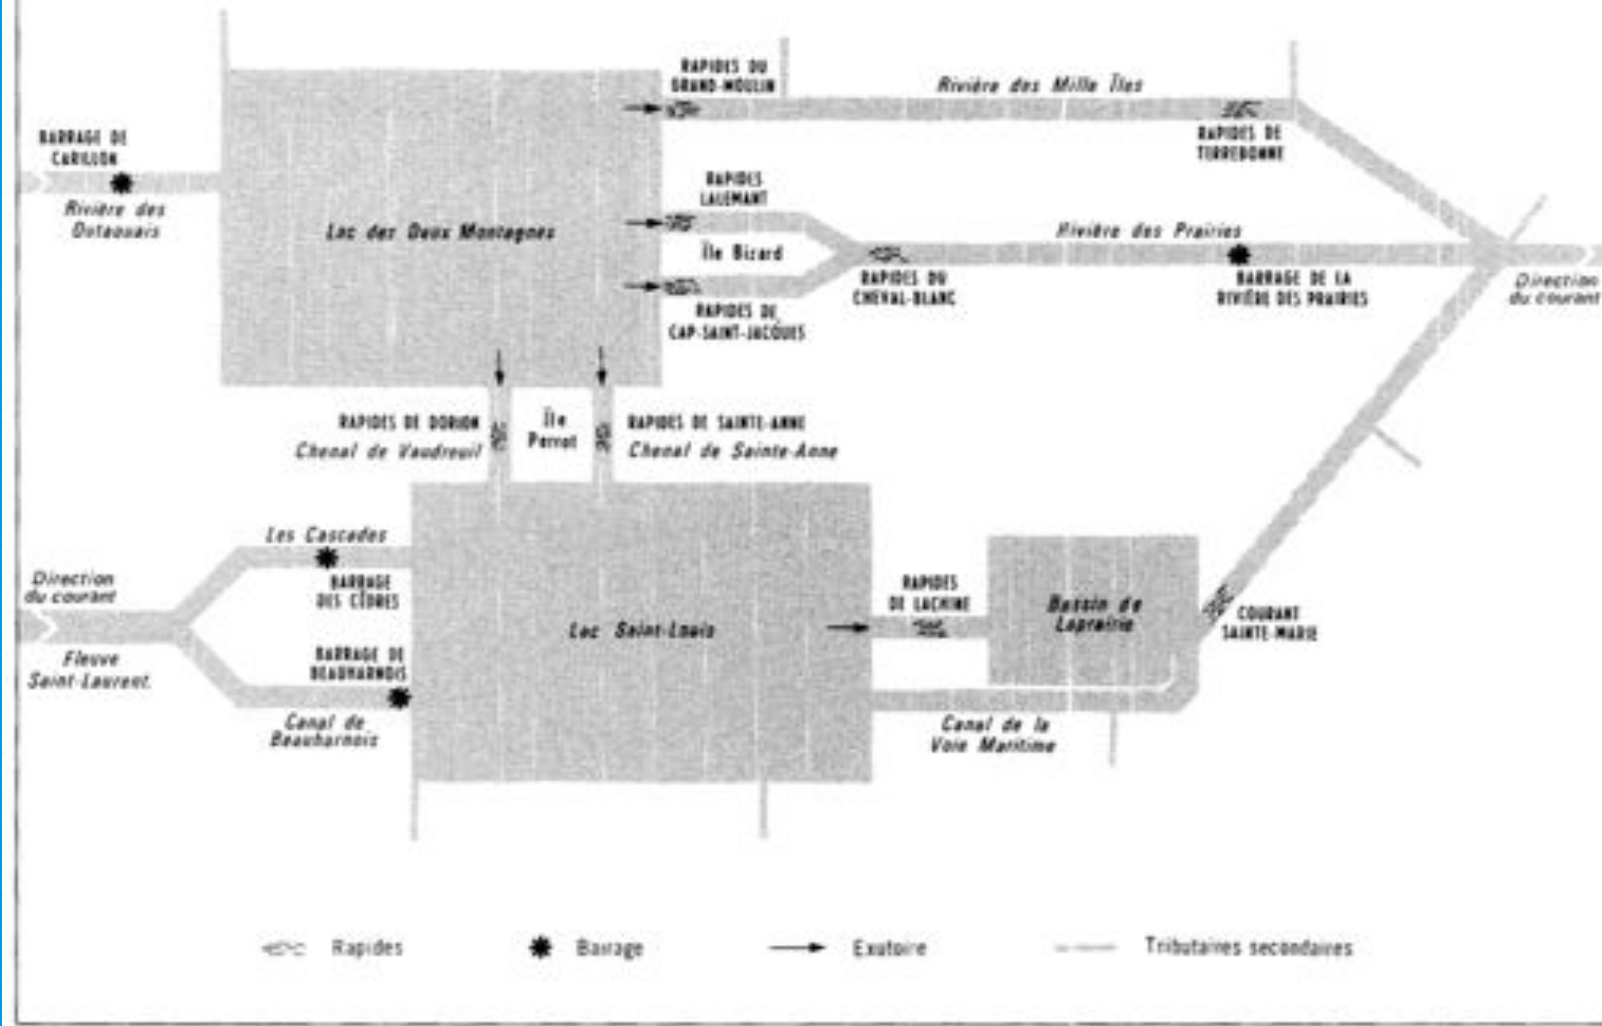 RAPIDES DU
GRAND-MOULIN
Rivière des Mille Îles
BARRAGE DE
CARILLON
RAPIDES DE
TERREBONNE
Rivière des
Outaouais
RAPIDES
LALEMANT
Lac des Deux Montagnes
Île Bizard
Rivière des Prairies
RAPIDES DU
CHEVAL-BLANC
BARRAGE DE LA
RIVIÈRE DES PRAIRIES
Direction
du courant
RAPIDES DE
CAP-SAINT-JACQUES
RAPIDES DE DORION
Chenal de Vaudreuil
Île
Perrot
RAPIDES DE SAINTE-ANNE
Chenal de Sainte-Anne
Les Cascades
BARRAGE
DES CÈDRES
Direction
du courant
Fleuve
Saint-Laurent
BARRAGE DE
BEAUHARNOIS
Canal de
Beauharnois
Lac Saint-Louis
RAPIDES
DE LACHINE
Bassin de
Laprairie
COURANT
SAINTE-MARIE
Canal de la
Voie Maritime
Rapides
Barrage
Exutoire
Tributaires secondaires